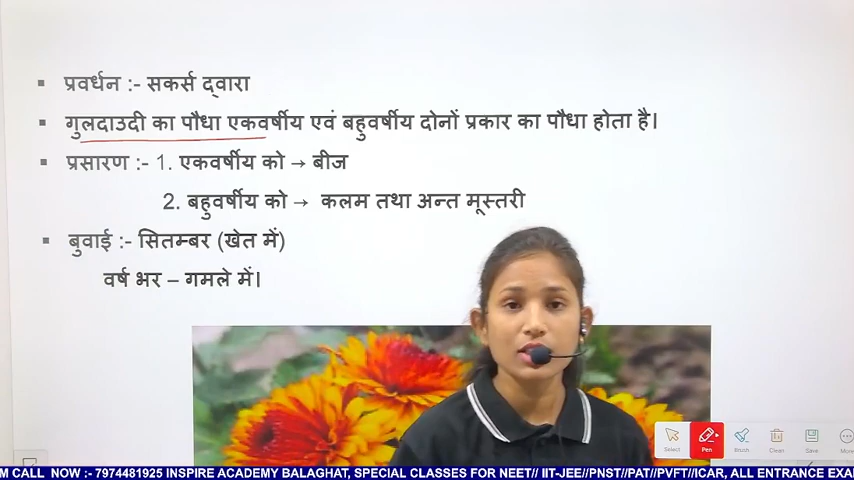 ▪ प्रवर्धन :- सकर्स द्वारा
▪ गुलदाउदी का पौधा एकवर्षीय एवं बहुवर्षीय दोनों प्रकार का पौधा होता है।
▪ प्रसारण :- 1. एकवर्षीय को → बीज
2. बहुवर्षीय को → कलम तथा अन्त मूस्तरी
▪ बुवाई :- सितम्बर (खेत में)
वर्ष भर – गमले में।
Select Pen Brush Clean Save More
M CALL NOW :- 7974481925 INSPIRE ACADEMY BALAGHAT, SPECIAL CLASSES FOR NEET// IIT-JEE//PNST//PAT//PVFT//ICAR, ALL ENTRANCE EXA